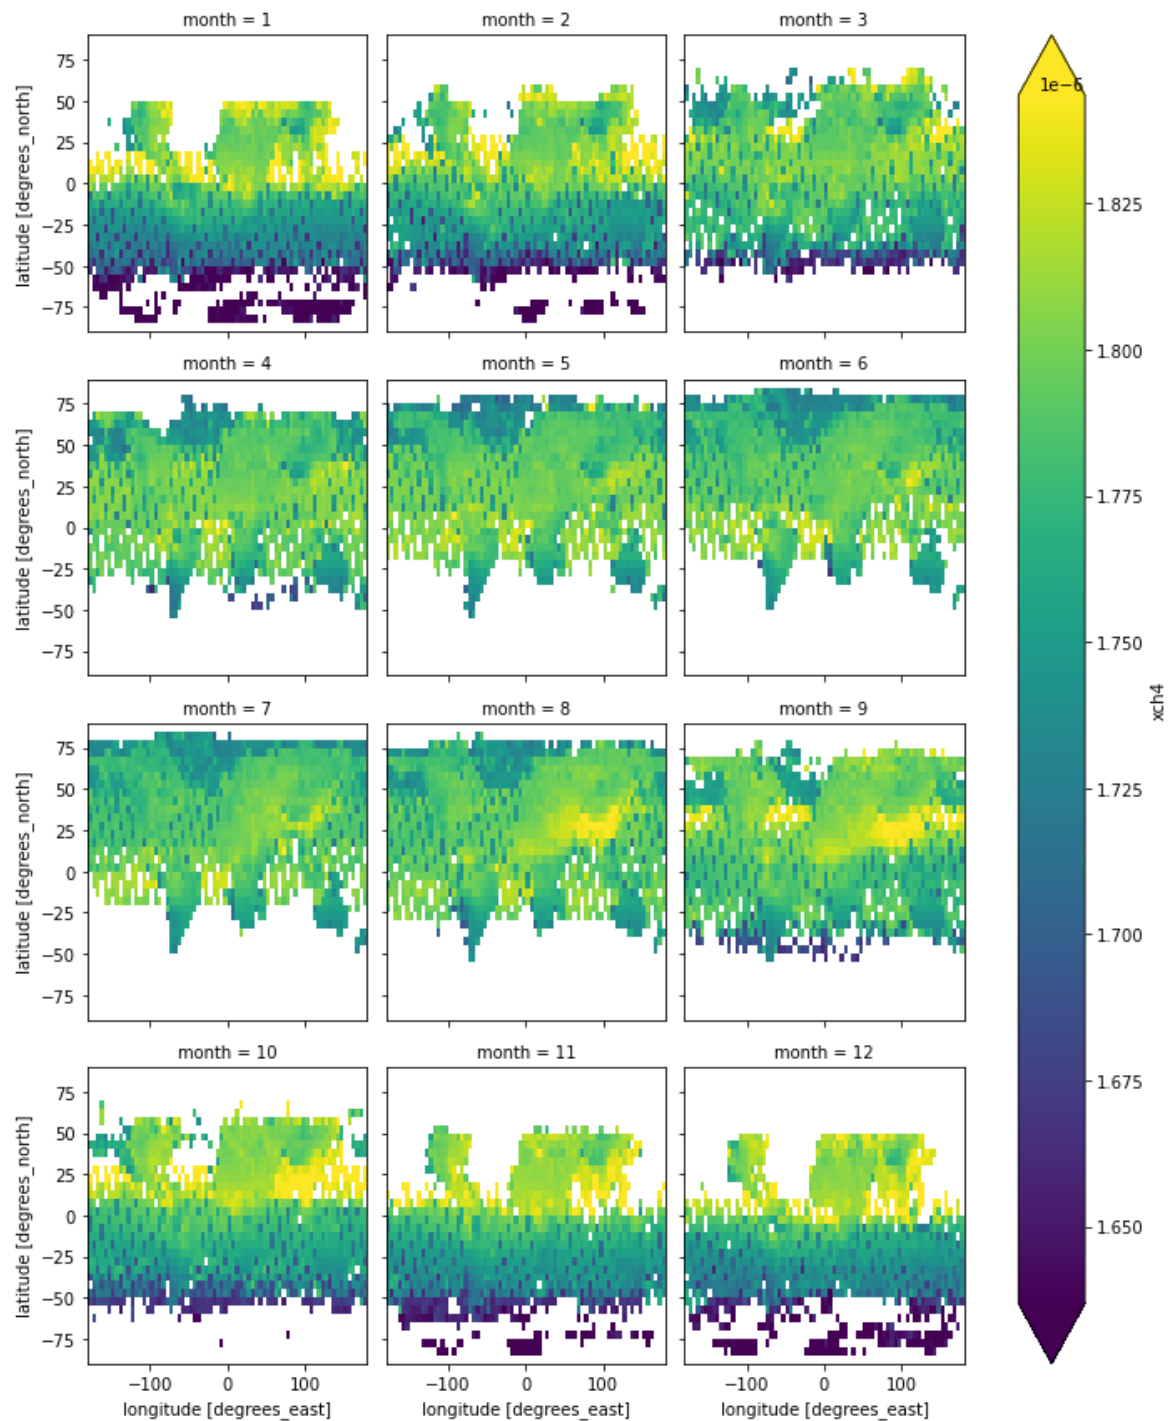 month = 1
month = 2
month = 3
latitude [degrees_north]
75
50
25
0
−25
−50
−75
month = 4
month = 5
month = 6
latitude [degrees_north]
75
50
25
0
−25
−50
−75
month = 7
month = 8
month = 9
latitude [degrees_north]
75
50
25
0
−25
−50
−75
month = 10
month = 11
month = 12
latitude [degrees_north]
75
50
25
0
−25
−50
−75
−100 0 100
−100 0 100
−100 0 100
longitude [degrees_east]
longitude [degrees_east]
longitude [degrees_east]
1e−6
1.825
1.800
1.775
1.750
1.725
1.700
1.675
1.650
xch4